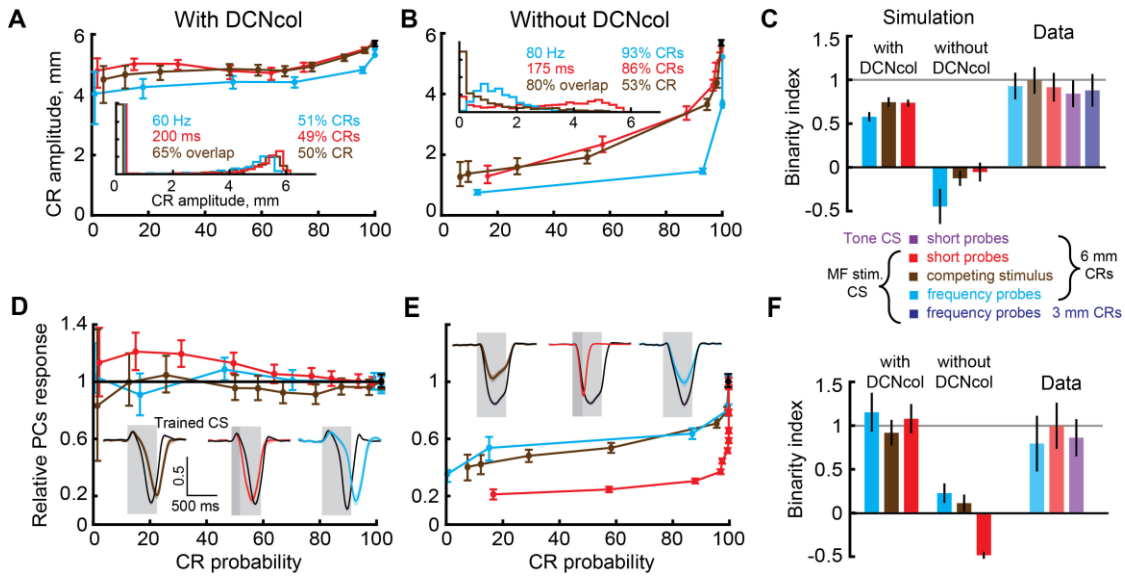 A
With DCNcol
CR amplitude, mm
6
4
2
0
0 20 40 60 80 100
60 Hz 51% CRs
200 ms 49% CRs
65% overlap 50% CR
0 2 4 6
CR amplitude, mm
B
Without DCNcol
6
4
2
0
0 20 40 60 80 100
80 Hz 93% CRs
175 ms 86% CRs
80% overlap 53% CR
0 2 4 6
C
Simulation
with DCNcol
without DCNcol
Data
Binarity index
1.5
1
0.5
0
-0.5
Tone CS short probes
MF stim. CS
short probes
competing stimulus
frequency probes
6 mm CRs
frequency probes 3 mm CRs
D
Relative PCs response
1.4
1
0.6
0.2
0
Trained CS
0.5
500 ms
0 20 40 60 80 100
CR probability
E
0 20 40 60 80 100
CR probability
F
with DCNcol
without DCNcol
Data
Binarity index
1.5
1
0.5
0
-0.5